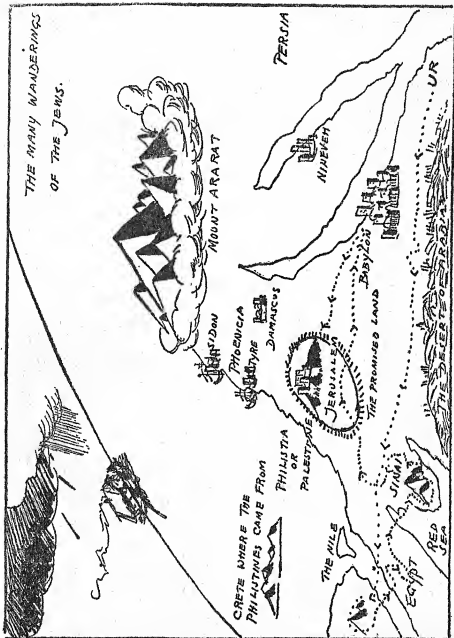 THE MANY WANDERINGS
OF THE JEWS.
MOUNT ARARAT
PERSIA
NINEVEH
SIDON
PHOENICIA
TYRE
DAMASCUS
BABYLON
UR
JERUSALEM
THE PROMISED LAND
PHILISTIA
OR
PALESTINE
CRETE WHERE THE
PHILISTINES CAME FROM
THE NILE
SINAI
EGYPT
RED
SEA
THE DESERT OF ARABIA